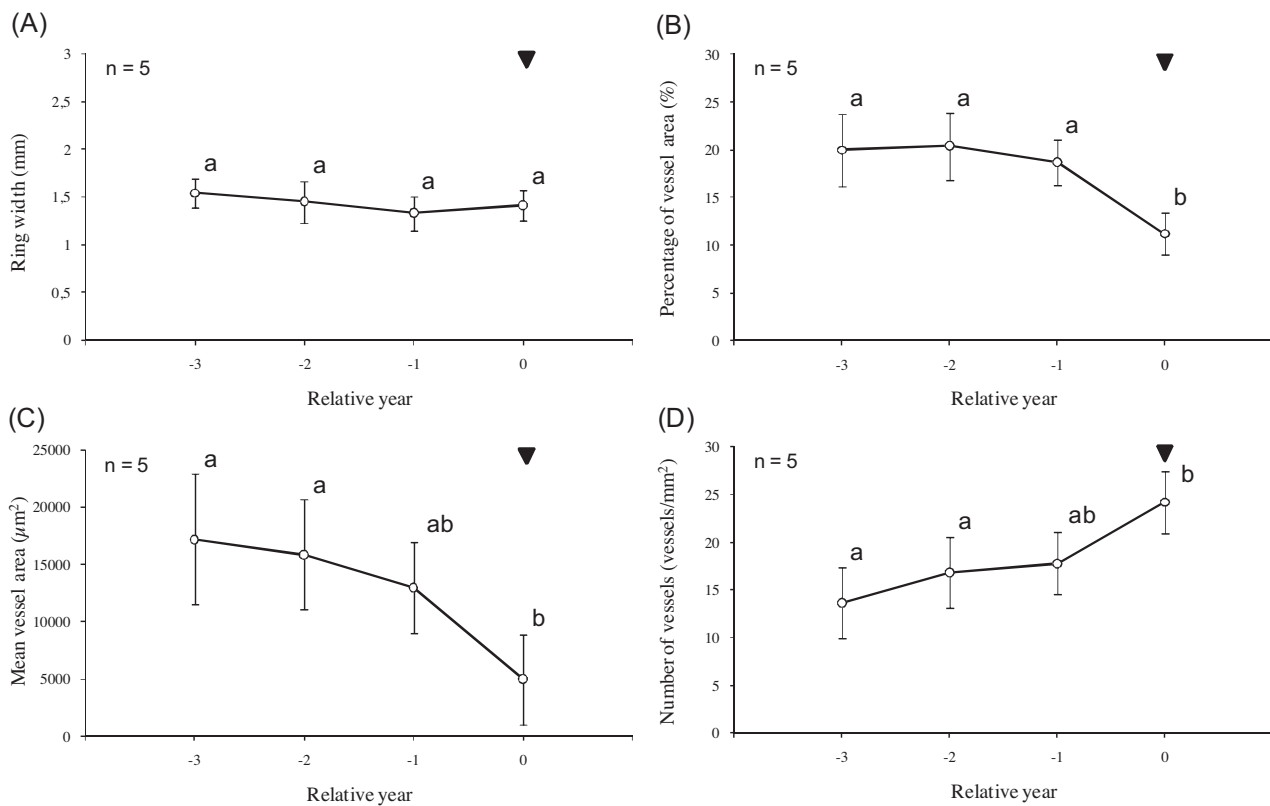 (A)
n = 5
Ring width (mm)
3
2,5
2
1,5
1
0,5
0
a
a
a
a
-3 -2 -1 0
Relative year
(B)
n = 5
Percentage of vessel area (%)
30
25
20
15
10
5
0
a
a
a
b
-3 -2 -1 0
Relative year
(C)
n = 5
Mean vessel area (µm²)
25000
20000
15000
10000
5000
0
a
a
ab
b
-3 -2 -1 0
Relative year
(D)
n = 5
Number of vessels (vessels/mm²)
30
25
20
15
10
5
0
a
a
ab
b
-3 -2 -1 0
Relative year